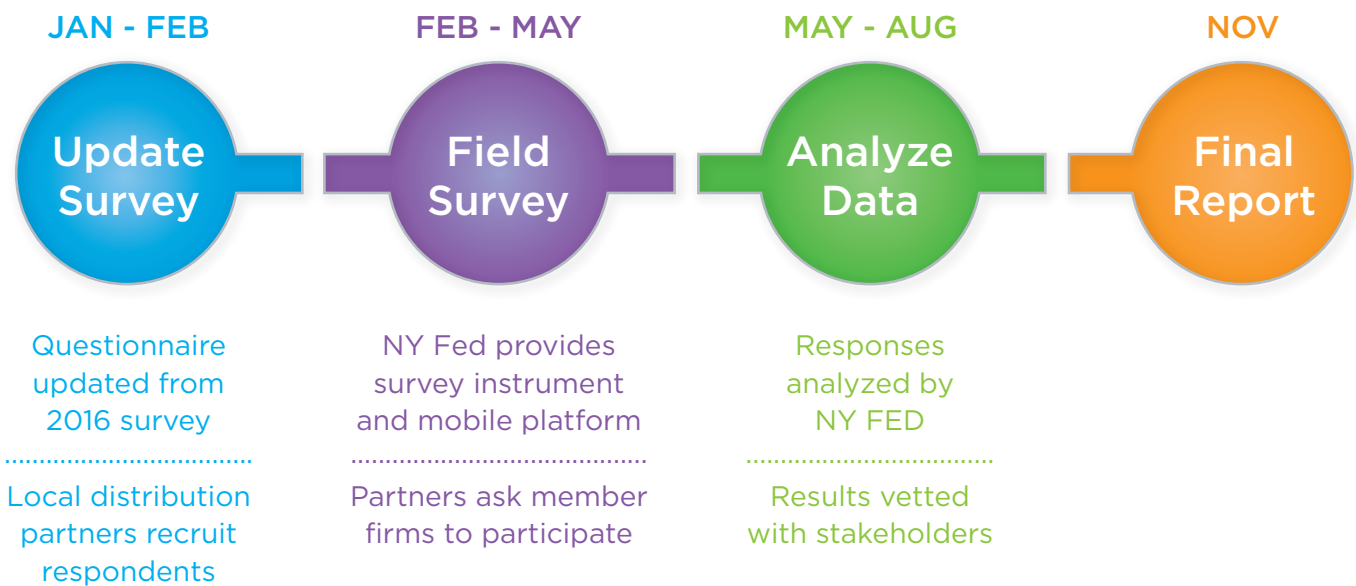 JAN - FEB
Update
Survey
Questionnaire
updated from
2016 survey
Local distribution
partners recruit
respondents
FEB - MAY
Field
Survey
NY Fed provides
survey instrument
and mobile platform
Partners ask member
firms to participate
MAY - AUG
Analyze
Data
Responses
analyzed by
NY FED
Results vetted
with stakeholders
NOV
Final
Report